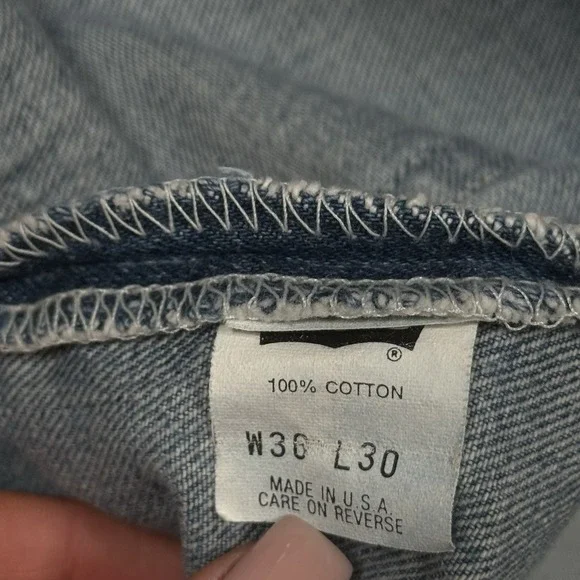 ®
100% COTTON
W36 L30
MADE IN U.S.A.
CARE ON REVERSE